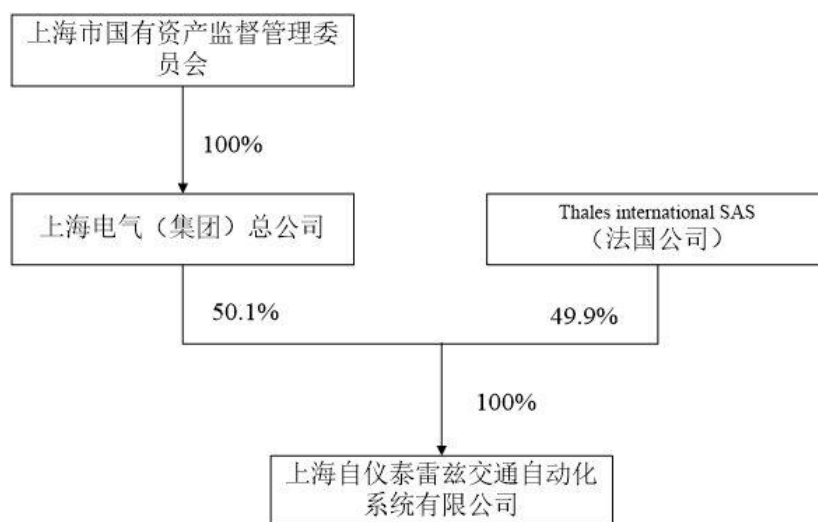 上海市国有资产监督管理委
员会
100%
上海电气（集团）总公司
Thales international SAS
（法国公司）
50.1%
49.9%
100%
上海自仪泰雷兹交通自动化
系统有限公司